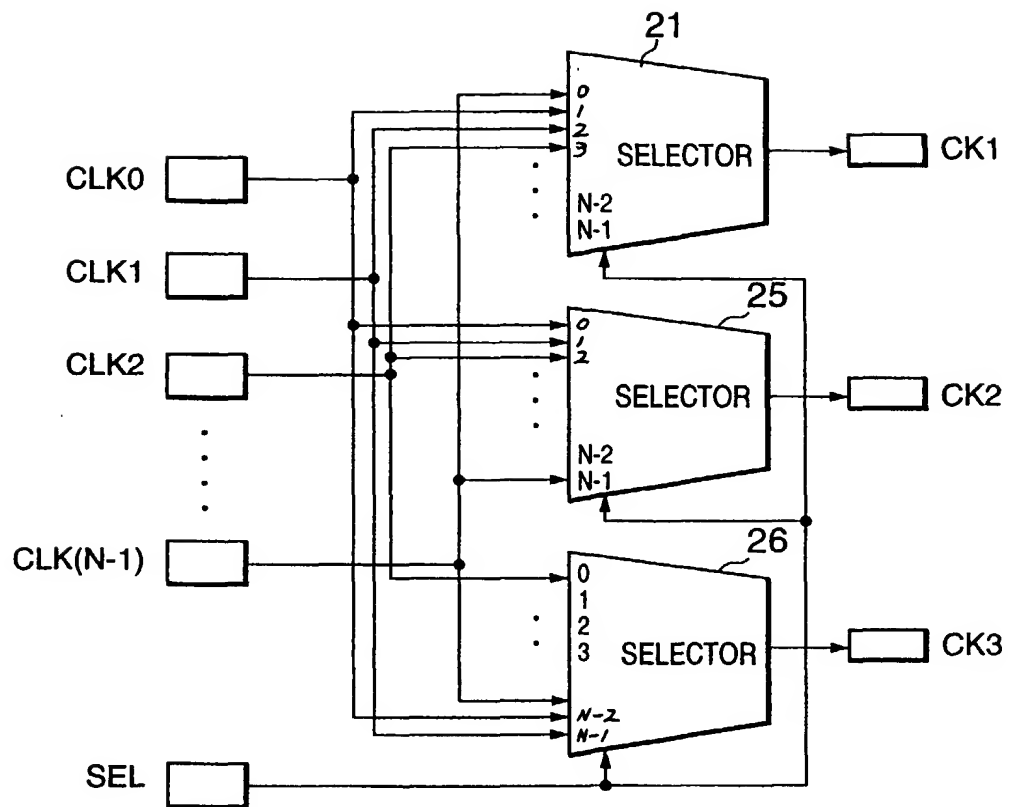 21
0
1
2
3
N-2
N-1
SELECTOR
CK1
CLK0
CLK1
CLK2
CLK(N-1)
SEL
25
0
1
2
N-2
N-1
SELECTOR
CK2
26
0
1
2
3
N-2
N-1
SELECTOR
CK3